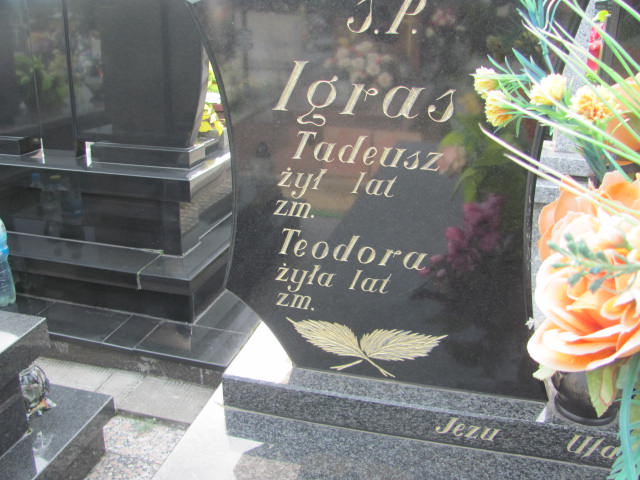 Ś.P.
Igras
Tadeusz
żył lat
zm.
Teodora
żyła lat
zm.
Jezu Ufa